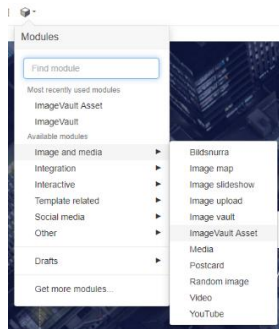 Modules
Find module
Most recently used modules
ImageVault Asset
ImageVault
Available modules
Image and media
Integration
Interactive
Template related
Social media
Other
Drafts
Get more modules...
Bildsnurra
Image map
Image slideshow
Image upload
Image vault
ImageVault Asset
Media
Postcard
Random image
Video
YouTube